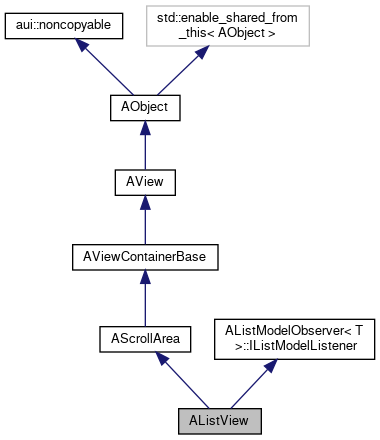 aui::noncopyable
std::enable_shared_from
_this< AObject >
AObject
AView
AViewContainerBase
AScrollArea
AListModelObserver< T
>::IListModelListener
AListView